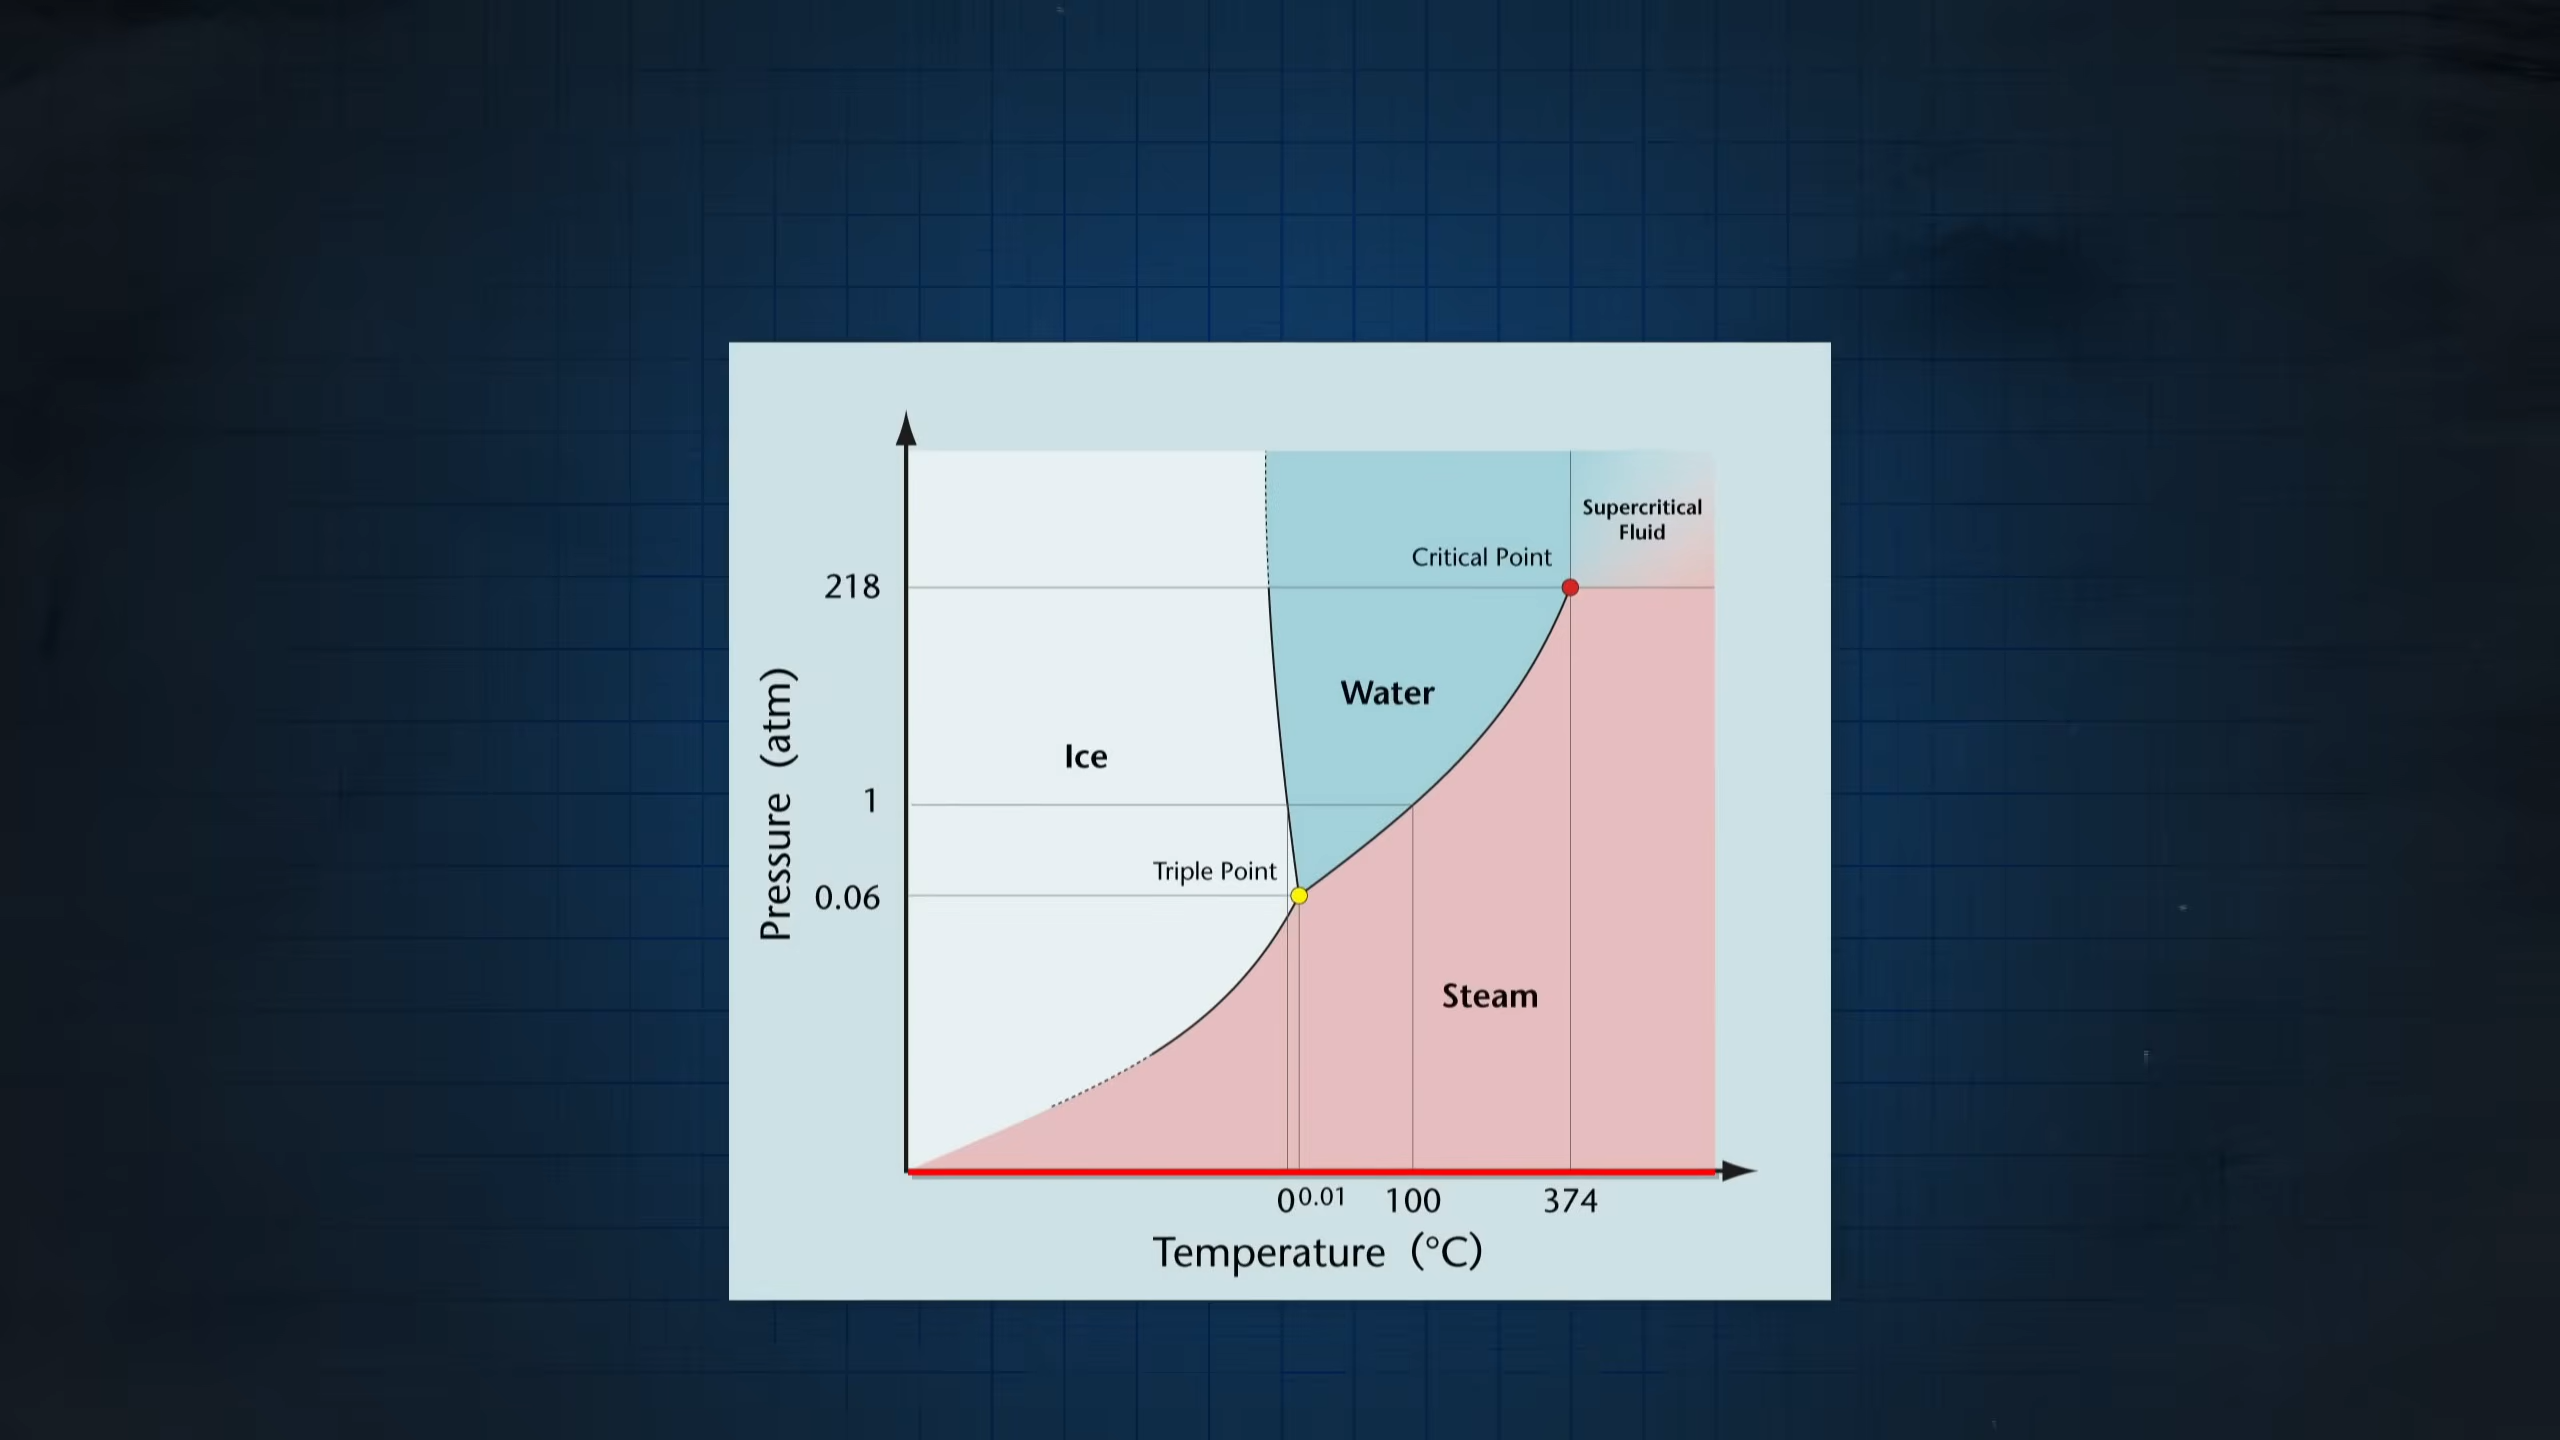 Supercritical
Fluid
Critical Point
218
Water
Ice
1
Triple Point
0.06
Pressure (atm)
Steam
0 0.01 100 374
Temperature (°C)